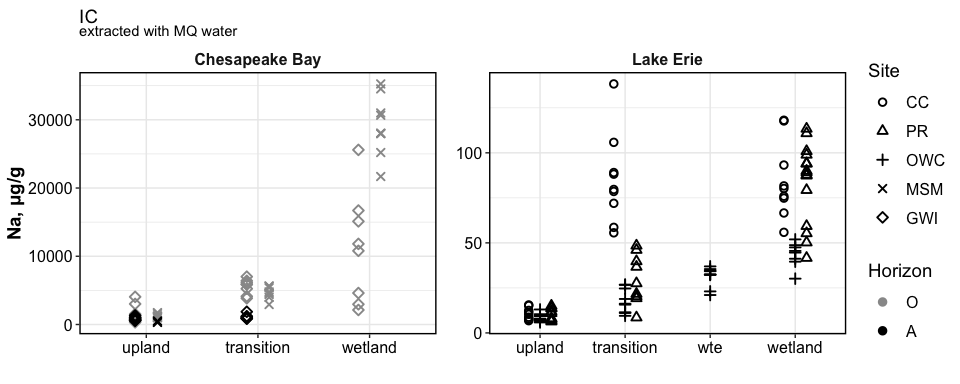 IC
extracted with MQ water
Chesapeake Bay
Lake Erie
Na, µg/g
30000
20000
10000
0
upland
transition
wetland
100
50
0
upland
transition
wte
wetland
Site
CC
PR
OWC
MSM
GWI
Horizon
O
A